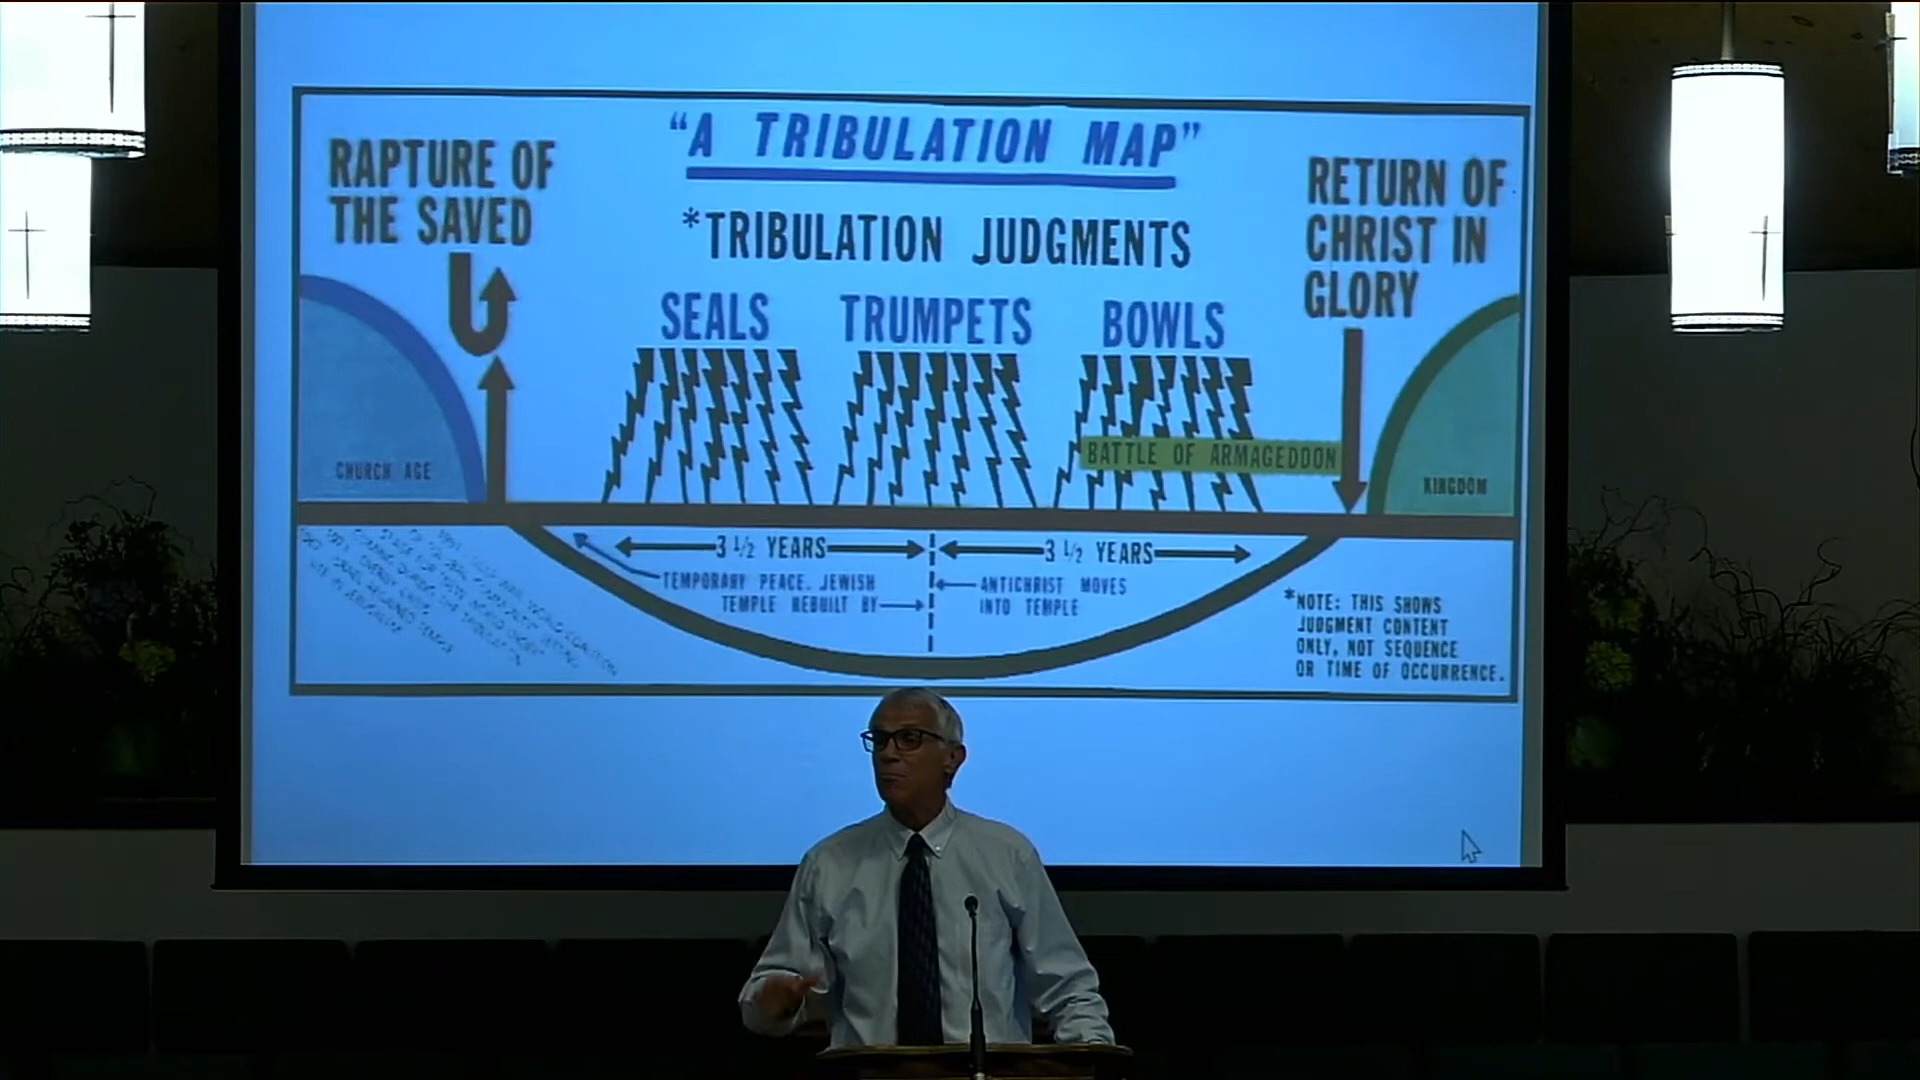 "A TRIBULATION MAP"
RAPTURE OF
THE SAVED
*TRIBULATION JUDGMENTS
RETURN OF
CHRIST IN
GLORY
SEALS
TRUMPETS
BOWLS
BATTLE OF ARMAGEDDON
CHURCH AGE
KINGDOM
3 1/2 YEARS
3 1/2 YEARS
TEMPORARY PEACE. JEWISH
TEMPLE REBUILT BY
ANTICHRIST MOVES
INTO TEMPLE
*NOTE: THIS SHOWS
JUDGMENT CONTENT
ONLY, NOT SEQUENCE
OR TIME OF OCCURRENCE.